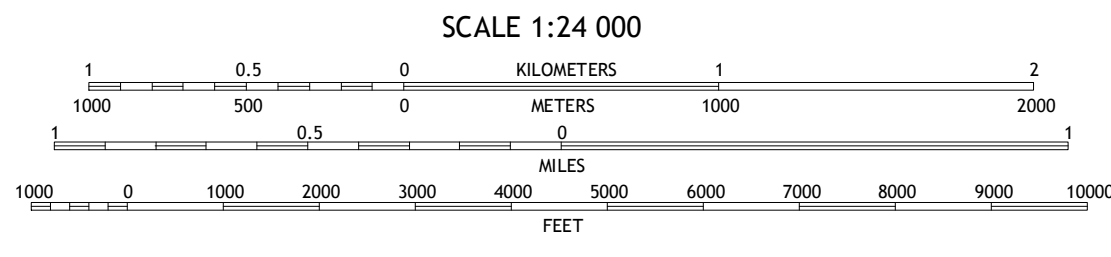 SCALE 1:24 000
1 0.5 0 KILOMETERS 1 2
1000 500 0 METERS 1000 2000
1 0.5 0 1
MILES
1000 0 1000 2000 3000 4000 5000 6000 7000 8000 9000 10000
FEET